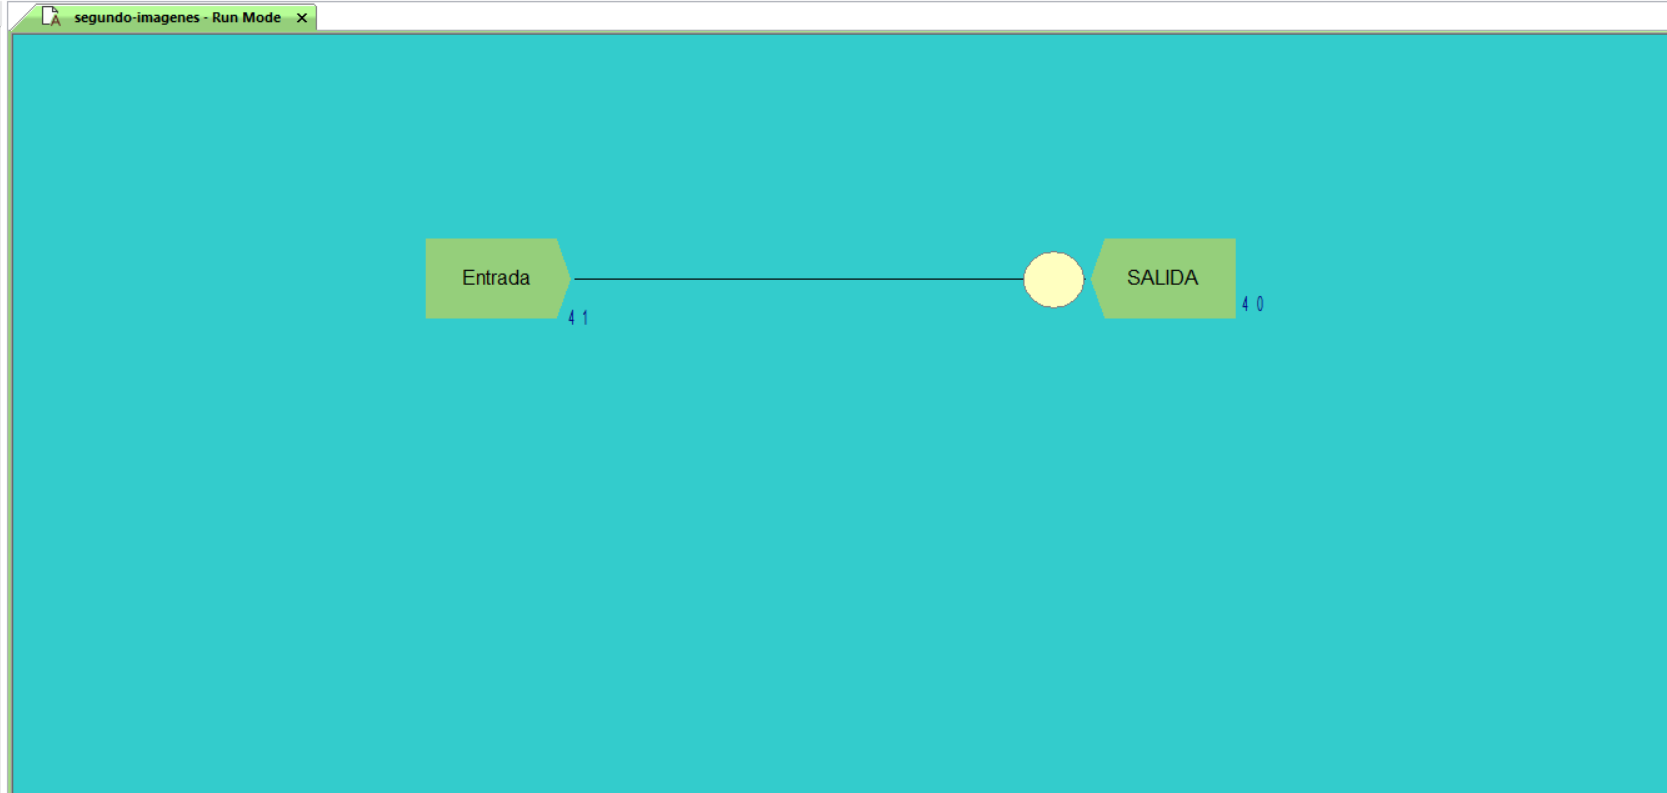 segundo-imagenes - Run Mode
Entrada
SALIDA
4 0
4 1